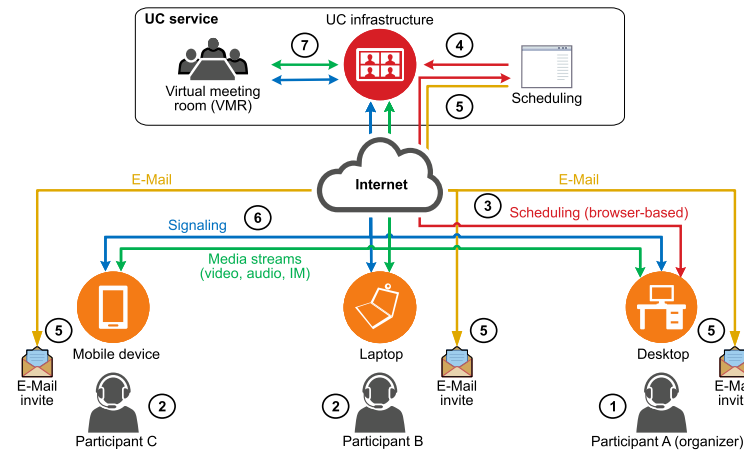 UC service
UC infrastructure
7
4
Virtual meeting
room (VMR)
5
Scheduling
Internet
E-Mail
E-Mail
3
6
Scheduling (browser-based)
Signaling
Media streams
(video, audio, IM)
5
Mobile device
Laptop
5
Desktop
5
E-Mail
invite
E-Mail
invite
E-Ma
invit
2
2
1
Participant C
Participant B
Participant A (organizer)